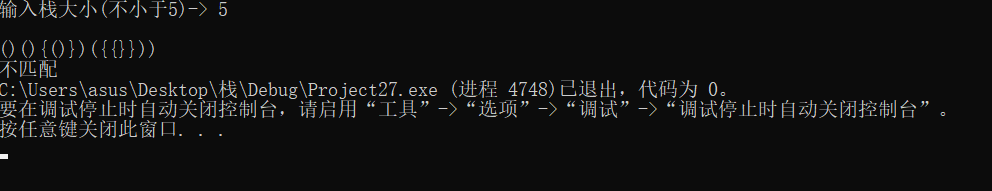 输入栈大小(不小于5)-> 5
()(){()})({{}}))
不匹配
C:\Users\asus\Desktop\栈\Debug\Project27.exe (进程 4748)已退出，代码为 0。
要在调试停止时自动关闭控制台，请启用“工具”->“选项”->“调试”->“调试停止时自动关闭控制台”。
按任意键关闭此窗口. . .